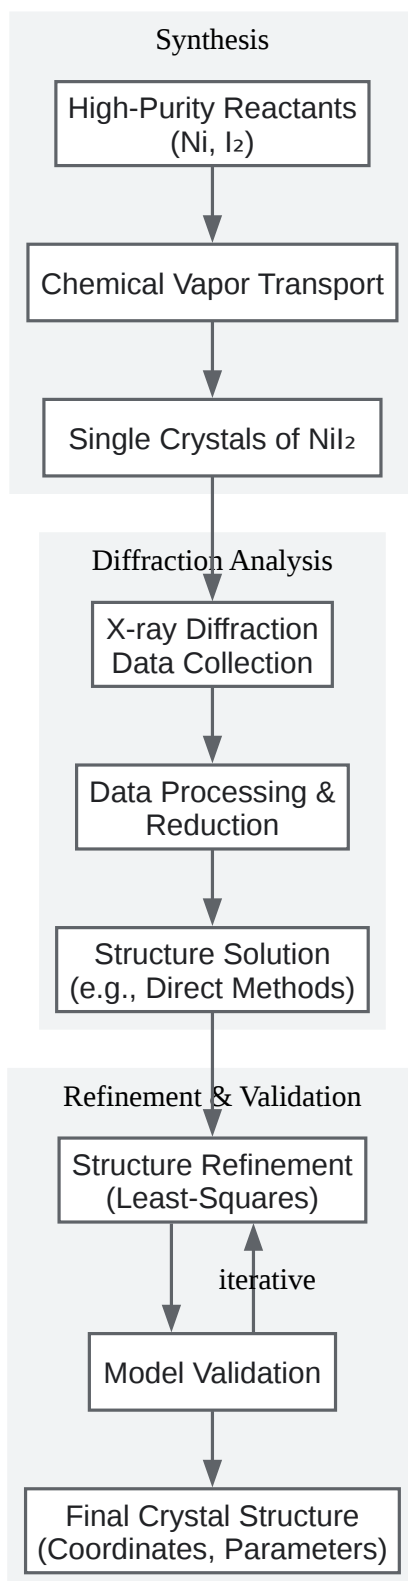 Synthesis
High-Purity Reactants
(Ni, I₂)
Chemical Vapor Transport
Single Crystals of NiI₂
Diffraction Analysis
X-ray Diffraction
Data Collection
Data Processing &
Reduction
Structure Solution
(e.g., Direct Methods)
Refinement & Validation
Structure Refinement
(Least-Squares)
iterative
Model Validation
Final Crystal Structure
(Coordinates, Parameters)